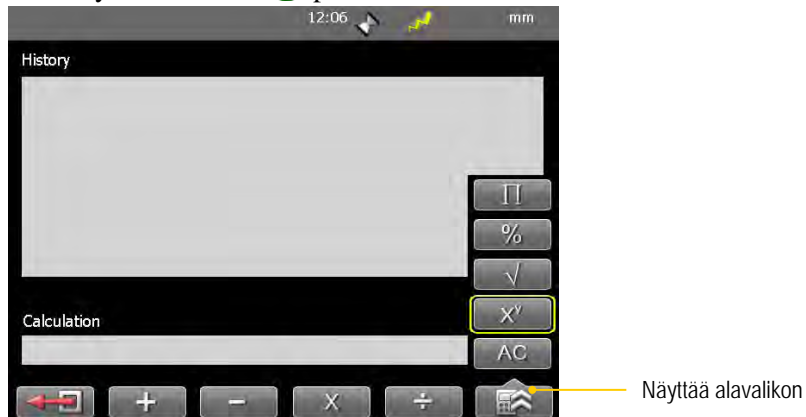 12:06 mm
History
∏
%
√
Xʸ
Calculation
AC
+ - X ÷
Näyttää alavalikon